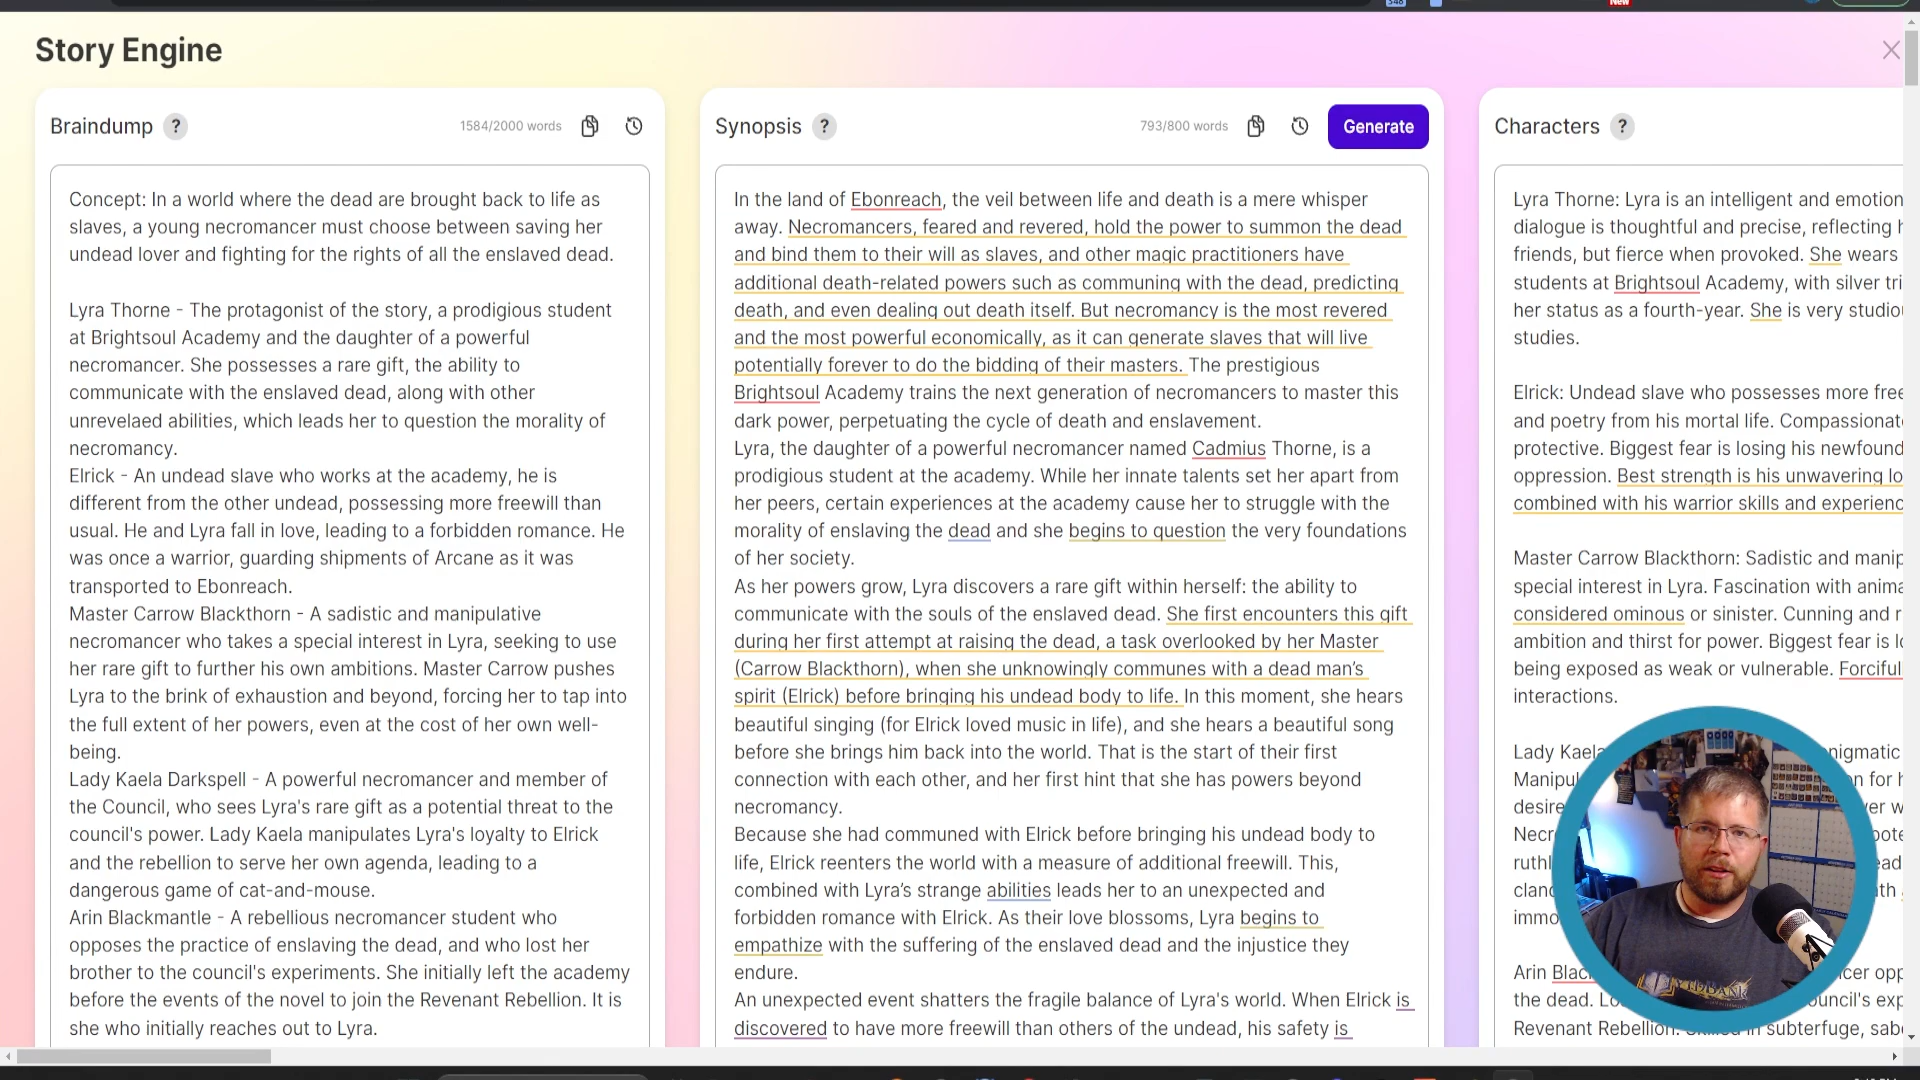 Story Engine
Braindump ? 1584/2000 words
Concept: In a world where the dead are brought back to life as
slaves, a young necromancer must choose between saving her
undead lover and fighting for the rights of all the enslaved dead.
Lyra Thorne - The protagonist of the story, a prodigious student
at Brightsoul Academy and the daughter of a powerful
necromancer. She possesses a rare gift, the ability to
communicate with the enslaved dead, along with other
unrevelaed abilities, which leads her to question the morality of
necromancy.
Elrick - An undead slave who works at the academy, he is
different from the other undead, possessing more freewill than
usual. He and Lyra fall in love, leading to a forbidden romance. He
was once a warrior, guarding shipments of Arcane as it was
transported to Ebonreach.
Master Carrow Blackthorn - A sadistic and manipulative
necromancer who takes a special interest in Lyra, seeking to use
her rare gift to further his own ambitions. Master Carrow pushes
Lyra to the brink of exhaustion and beyond, forcing her to tap into
the full extent of her powers, even at the cost of her own well-
being.
Lady Kaela Darkspell - A powerful necromancer and member of
the Council, who sees Lyra's rare gift as a potential threat to the
council's power. Lady Kaela manipulates Lyra's loyalty to Elrick
and the rebellion to serve her own agenda, leading to a
dangerous game of cat-and-mouse.
Arin Blackmantle - A rebellious necromancer student who
opposes the practice of enslaving the dead, and who lost her
brother to the council's experiments. She initially left the academy
before the events of the novel to join the Revenant Rebellion. It is
she who initially reaches out to Lyra.
Synopsis ? 793/800 words Generate
In the land of Ebonreach, the veil between life and death is a mere whisper
away. Necromancers, feared and revered, hold the power to summon the dead
and bind them to their will as slaves, and other magic practitioners have
additional death-related powers such as communing with the dead, predicting
death, and even dealing out death itself. But necromancy is the most revered
and the most powerful economically, as it can generate slaves that will live
potentially forever to do the bidding of their masters. The prestigious
Brightsoul Academy trains the next generation of necromancers to master this
dark power, perpetuating the cycle of death and enslavement.
Lyra, the daughter of a powerful necromancer named Cadmius Thorne, is a
prodigious student at the academy. While her innate talents set her apart from
her peers, certain experiences at the academy cause her to struggle with the
morality of enslaving the dead and she begins to question the very foundations
of her society.
As her powers grow, Lyra discovers a rare gift within herself: the ability to
communicate with the souls of the enslaved dead. She first encounters this gift
during her first attempt at raising the dead, a task overlooked by her Master
(Carrow Blackthorn), when she unknowingly communes with a dead man’s
spirit (Elrick) before bringing his undead body to life. In this moment, she hears
beautiful singing (for Elrick loved music in life), and she hears a beautiful song
before she brings him back into the world. That is the start of their first
connection with each other, and her first hint that she has powers beyond
necromancy.
Because she had communed with Elrick before bringing his undead body to
life, Elrick reenters the world with a measure of additional freewill. This,
combined with Lyra’s strange abilities leads her to an unexpected and
forbidden romance with Elrick. As their love blossoms, Lyra begins to
empathize with the suffering of the enslaved dead and the injustice they
endure.
An unexpected event shatters the fragile balance of Lyra's world. When Elrick is
discovered to have more freewill than others of the undead, his safety is
Characters ?
Lyra Thorne: Lyra is an intelligent and emotion
dialogue is thoughtful and precise, reflecting
friends, but fierce when provoked. She wears
students at Brightsoul Academy, with silver tri
her status as a fourth-year. She is very studio
studies.
Elrick: Undead slave who possesses more free
and poetry from his mortal life. Compassionat
protective. Biggest fear is losing his newfound
oppression. Best strength is his unwavering lo
combined with his warrior skills and experienc
Master Carrow Blackthorn: Sadistic and manip
special interest in Lyra. Fascination with anima
considered ominous or sinister. Cunning and r
ambition and thirst for power. Biggest fear is lo
being exposed as weak or vulnerable. Forciful
interactions.
Lady Kaela nigmatic
Manipul n for
desire
Necr
ruthl
clanc
immo
Arin Blac cer opp
the dead. Lo ouncil's exp
Revenant Rebellion. Skilled in subterfuge, sab
New